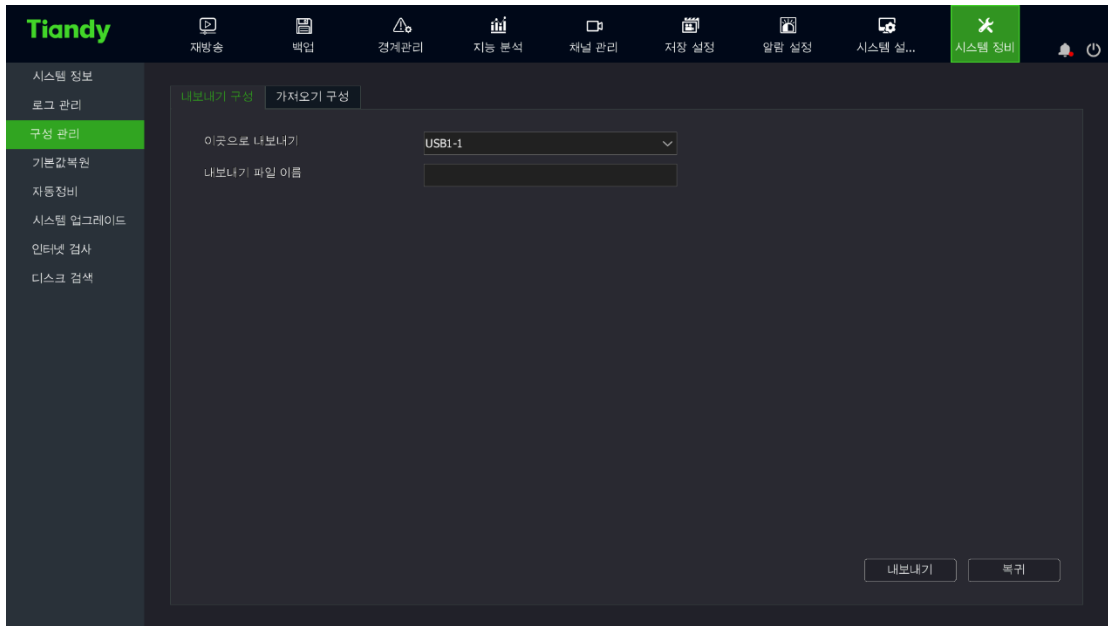 Tiandy
재방송
백업
경계관리
지능 분석
채널 관리
저장 설정
알람 설정
시스템 설...
시스템 정비
시스템 정보
로그 관리
구성 관리
기본값복원
자동정비
시스템 업그레이드
인터넷 검사
디스크 검색
내보내기 구성
가져오기 구성
이곳으로 내보내기
USB1-1
내보내기 파일 이름
내보내기
복귀